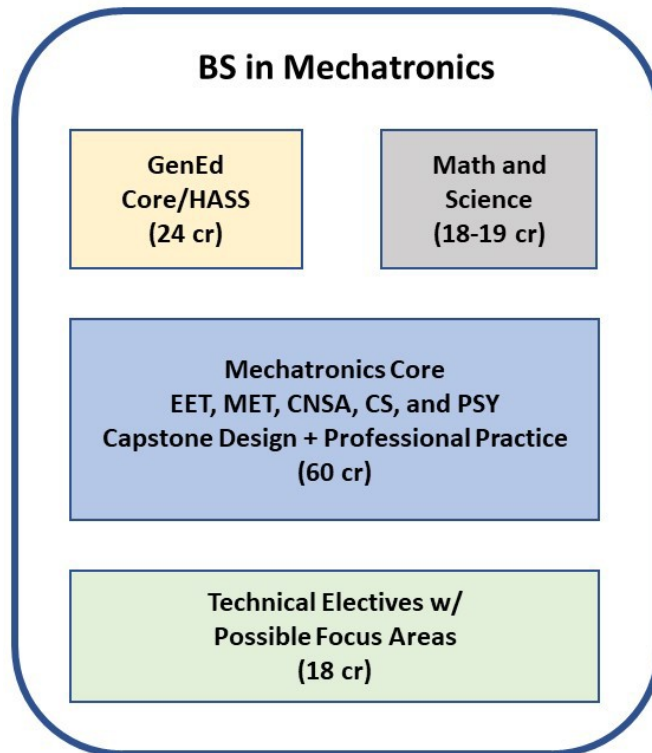 BS in Mechatronics
GenEd
Core/HASS
(24 cr)
Math and
Science
(18-19 cr)
Mechatronics Core
EET, MET, CNSA, CS, and PSY
Capstone Design + Professional Practice
(60 cr)
Technical Electives w/
Possible Focus Areas
(18 cr)